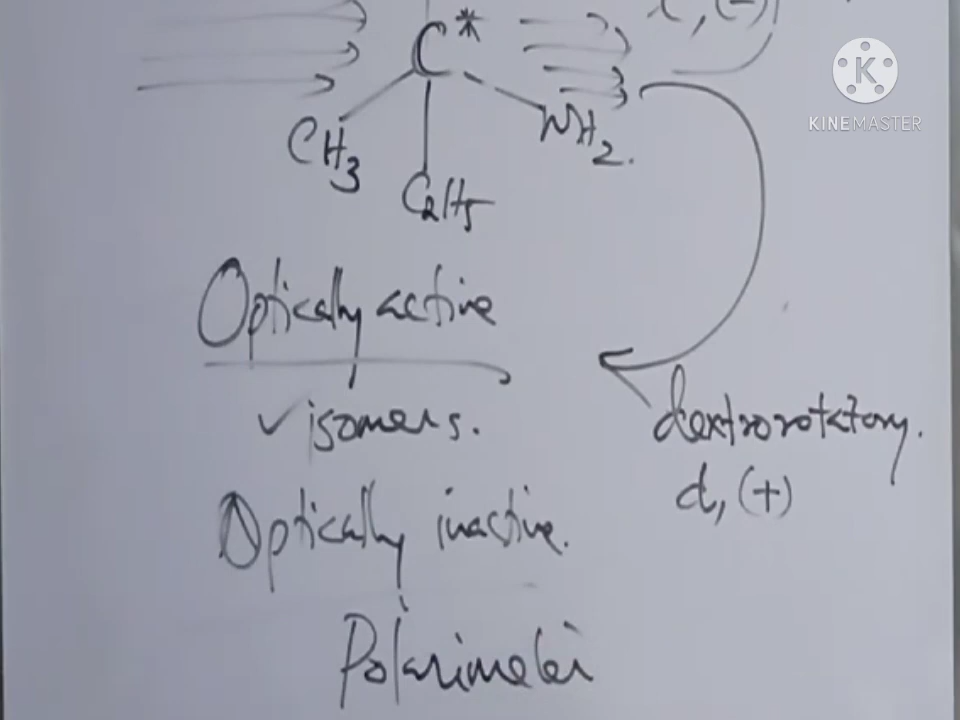 l, (-)
C*
CH3
NH2.
C2H5
Optically active
✓isomers.
dextrorotatory.
d, (+)
Optically inactive.
Polarimeter
K
KINEMASTER